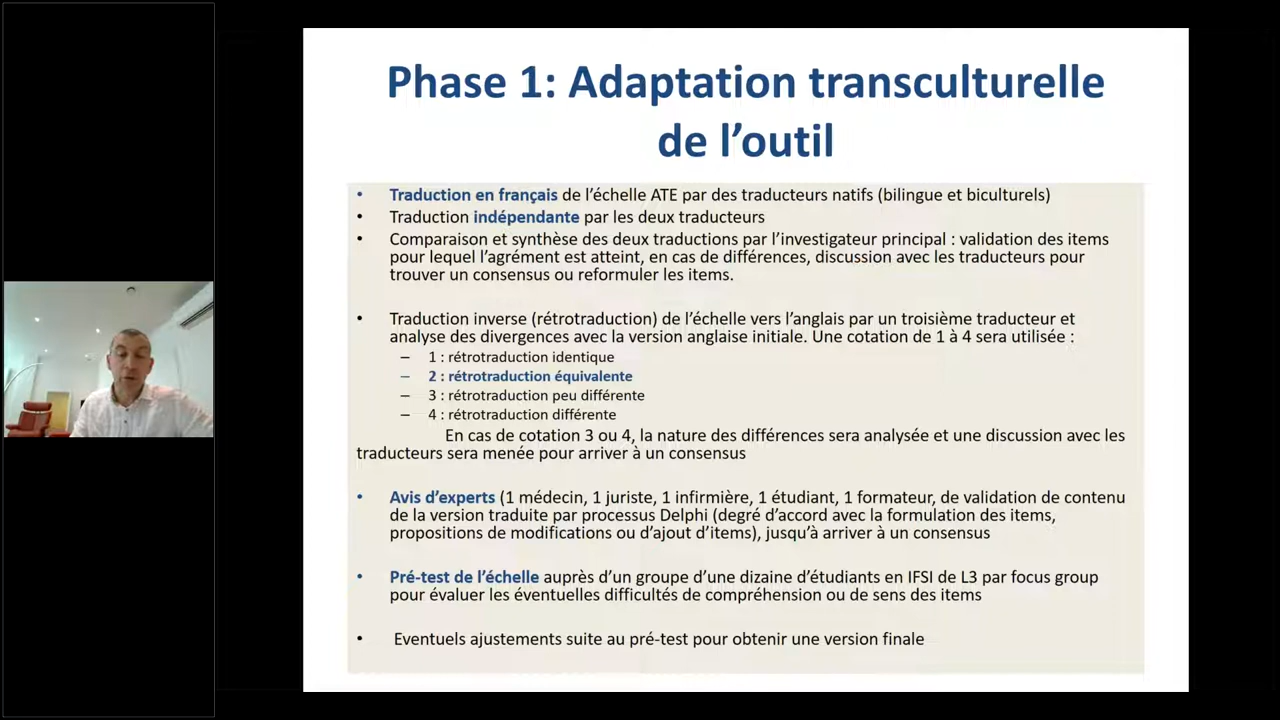 Phase 1: Adaptation transculturelle
de l’outil
• Traduction en français de l’échelle ATE par des traducteurs natifs (bilingue et biculturels)
• Traduction indépendante par les deux traducteurs
• Comparaison et synthèse des deux traductions par l’investigateur principal : validation des items
pour lequel l’agrément est atteint, en cas de différences, discussion avec les traducteurs pour
trouver un consensus ou reformuler les items.
• Traduction inverse (rétrotraduction) de l’échelle vers l’anglais par un troisième traducteur et
analyse des divergences avec la version anglaise initiale. Une cotation de 1 à 4 sera utilisée :
– 1 : rétrotraduction identique
– 2 : rétrotraduction équivalente
– 3 : rétrotraduction peu différente
– 4 : rétrotraduction différente
En cas de cotation 3 ou 4, la nature des différences sera analysée et une discussion avec les
traducteurs sera menée pour arriver à un consensus
• Avis d’experts (1 médecin, 1 juriste, 1 infirmière, 1 étudiant, 1 formateur, de validation de contenu
de la version traduite par processus Delphi (degré d’accord avec la formulation des items,
propositions de modifications ou d’ajout d’items), jusqu’à arriver à un consensus
• Pré-test de l’échelle auprès d’un groupe d’une dizaine d’étudiants en IFSI de L3 par focus group
pour évaluer les éventuelles difficultés de compréhension ou de sens des items
• Eventuels ajustements suite au pré-test pour obtenir une version finale